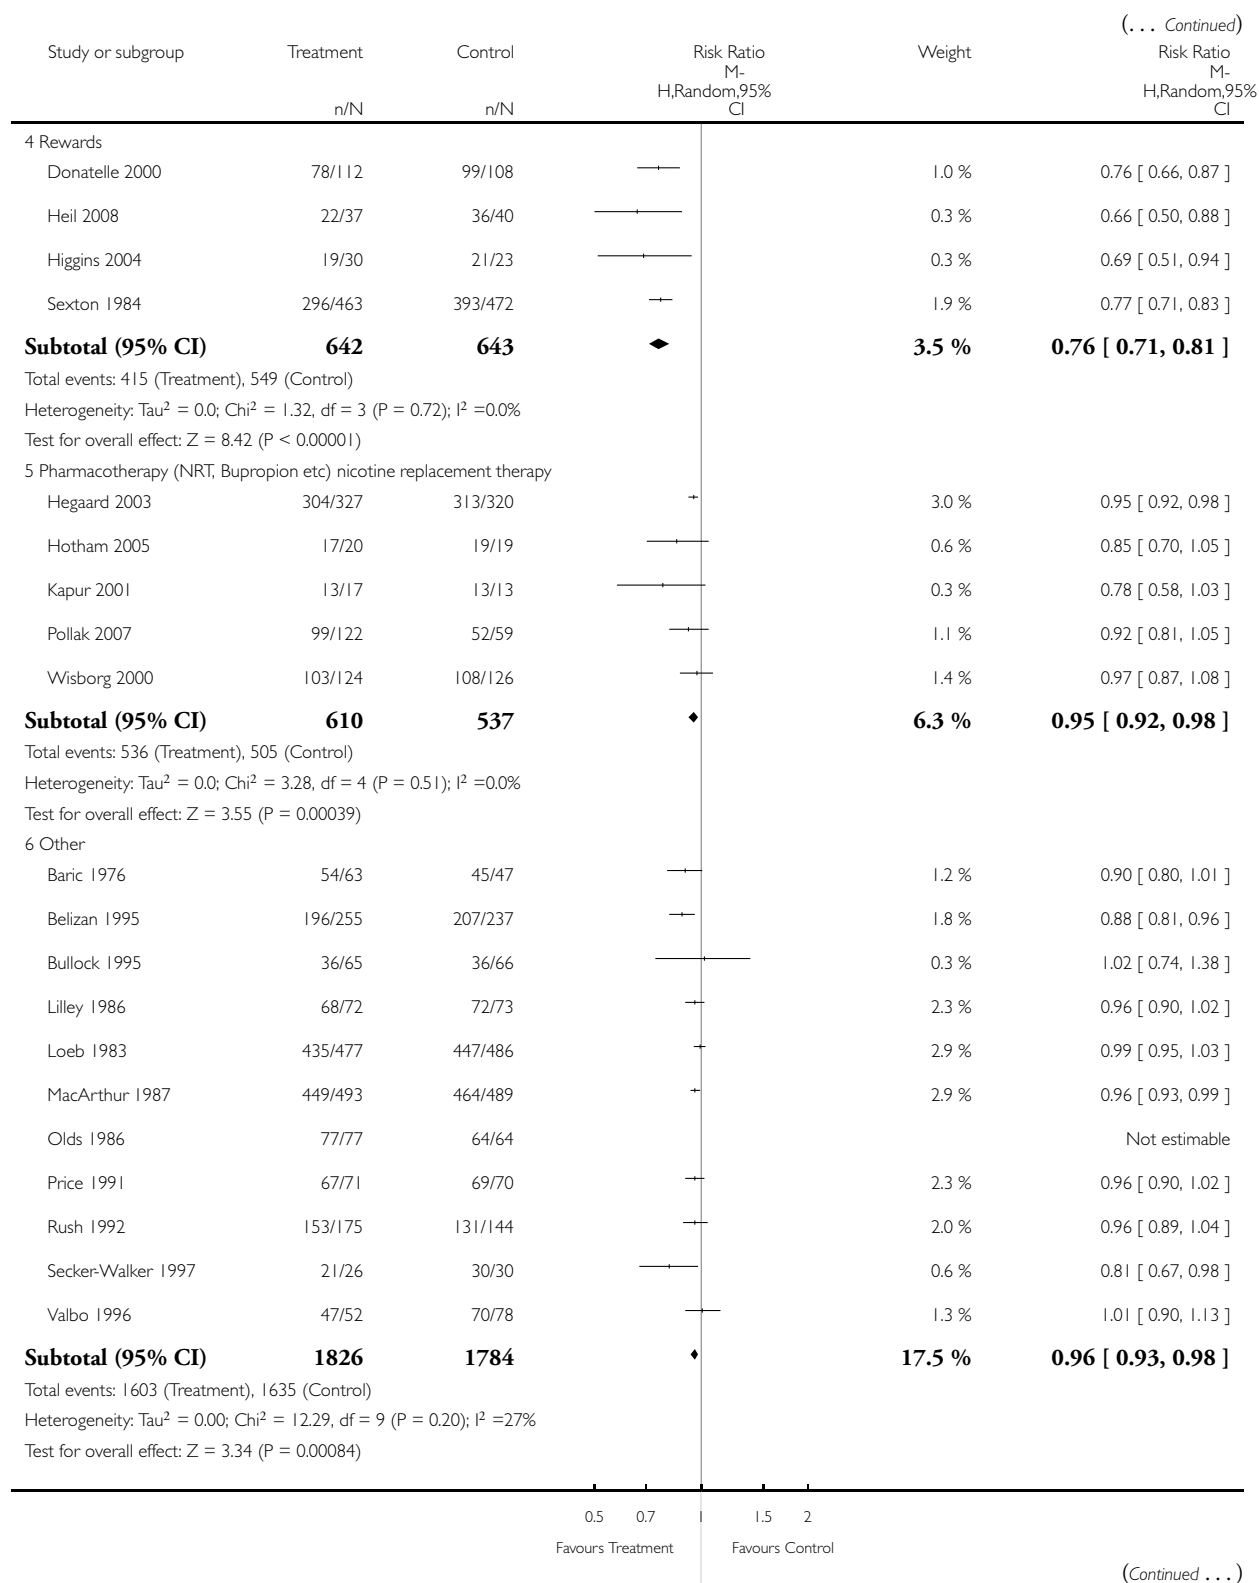 (... Continued)
Study or subgroup Treatment Control Risk Ratio Weight Risk Ratio
M- M-
H,Random,95% H,Random,95%
n/N n/N CI CI
4 Rewards
Donatelle 2000 78/112 99/108 1.0 % 0.76 [ 0.66, 0.87 ]
Heil 2008 22/37 36/40 0.3 % 0.66 [ 0.50, 0.88 ]
Higgins 2004 19/30 21/23 0.3 % 0.69 [ 0.51, 0.94 ]
Sexton 1984 296/463 393/472 1.9 % 0.77 [ 0.71, 0.83 ]
Subtotal (95% CI) 642 643 3.5 % 0.76 [ 0.71, 0.81 ]
Total events: 415 (Treatment), 549 (Control)
Heterogeneity: Tau² = 0.0; Chi² = 1.32, df = 3 (P = 0.72); I² =0.0%
Test for overall effect: Z = 8.42 (P < 0.00001)
5 Pharmacotherapy (NRT, Bupropion etc) nicotine replacement therapy
Hegaard 2003 304/327 313/320 3.0 % 0.95 [ 0.92, 0.98 ]
Hotham 2005 17/20 19/19 0.6 % 0.85 [ 0.70, 1.05 ]
Kapur 2001 13/17 13/13 0.3 % 0.78 [ 0.58, 1.03 ]
Pollak 2007 99/122 52/59 1.1 % 0.92 [ 0.81, 1.05 ]
Wisborg 2000 103/124 108/126 1.4 % 0.97 [ 0.87, 1.08 ]
Subtotal (95% CI) 610 537 6.3 % 0.95 [ 0.92, 0.98 ]
Total events: 536 (Treatment), 505 (Control)
Heterogeneity: Tau² = 0.0; Chi² = 3.28, df = 4 (P = 0.51); I² =0.0%
Test for overall effect: Z = 3.55 (P = 0.00039)
6 Other
Baric 1976 54/63 45/47 1.2 % 0.90 [ 0.80, 1.01 ]
Belizan 1995 196/255 207/237 1.8 % 0.88 [ 0.81, 0.96 ]
Bullock 1995 36/65 36/66 0.3 % 1.02 [ 0.74, 1.38 ]
Lilley 1986 68/72 72/73 2.3 % 0.96 [ 0.90, 1.02 ]
Loeb 1983 435/477 447/486 2.9 % 0.99 [ 0.95, 1.03 ]
MacArthur 1987 449/493 464/489 2.9 % 0.96 [ 0.93, 0.99 ]
Olds 1986 77/77 64/64 Not estimable
Price 1991 67/71 69/70 2.3 % 0.96 [ 0.90, 1.02 ]
Rush 1992 153/175 131/144 2.0 % 0.96 [ 0.89, 1.04 ]
Secker-Walker 1997 21/26 30/30 0.6 % 0.81 [ 0.67, 0.98 ]
Valbo 1996 47/52 70/78 1.3 % 1.01 [ 0.90, 1.13 ]
Subtotal (95% CI) 1826 1784 17.5 % 0.96 [ 0.93, 0.98 ]
Total events: 1603 (Treatment), 1635 (Control)
Heterogeneity: Tau² = 0.00; Chi² = 12.29, df = 9 (P = 0.20); I² =27%
Test for overall effect: Z = 3.34 (P = 0.00084)
0.5 0.7 1 1.5 2
Favours Treatment Favours Control
(Continued ...)